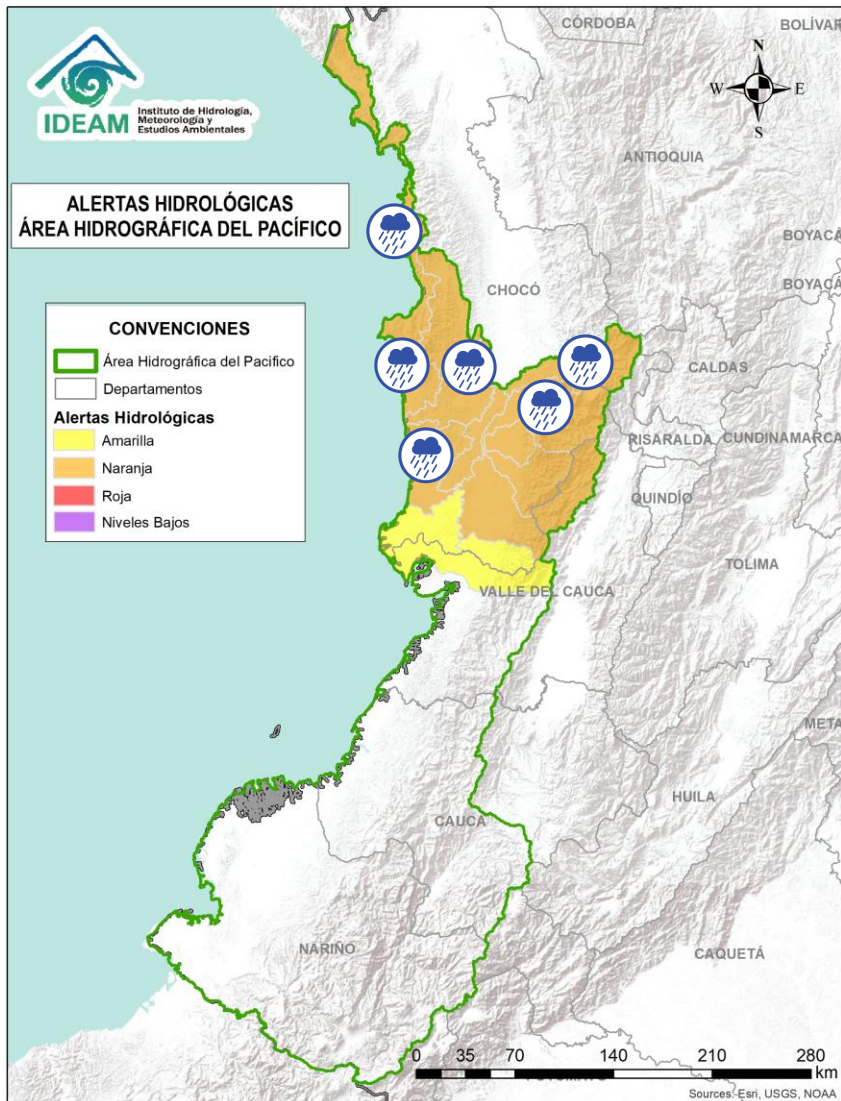 CÓRDOBA
BOLÍVAR
N
W
E
S
IDEAM
Instituto de Hidrología,
Meteorología y
Estudios Ambientales
ANTIOQUIA
ALERTAS HIDROLÓGICAS
ÁREA HIDROGRÁFICA DEL PACÍFICO
BOYACÁ
BOYACÁ
CHOCÓ
CONVENCIONES
Área Hidrográfica del Pacifico
Departamentos
Alertas Hidrológicas
Amarilla
Naranja
Roja
Niveles Bajos
CALDAS
RISARALDA
CUNDINAMARCA
QUINDÍO
TOLIMA
VALLE DEL CAUCA
META
HUILA
CAUCA
NARIÑO
CAQUETÁ
0 35 70 140 210 280
km
Sources: Esri, USGS, NOAA